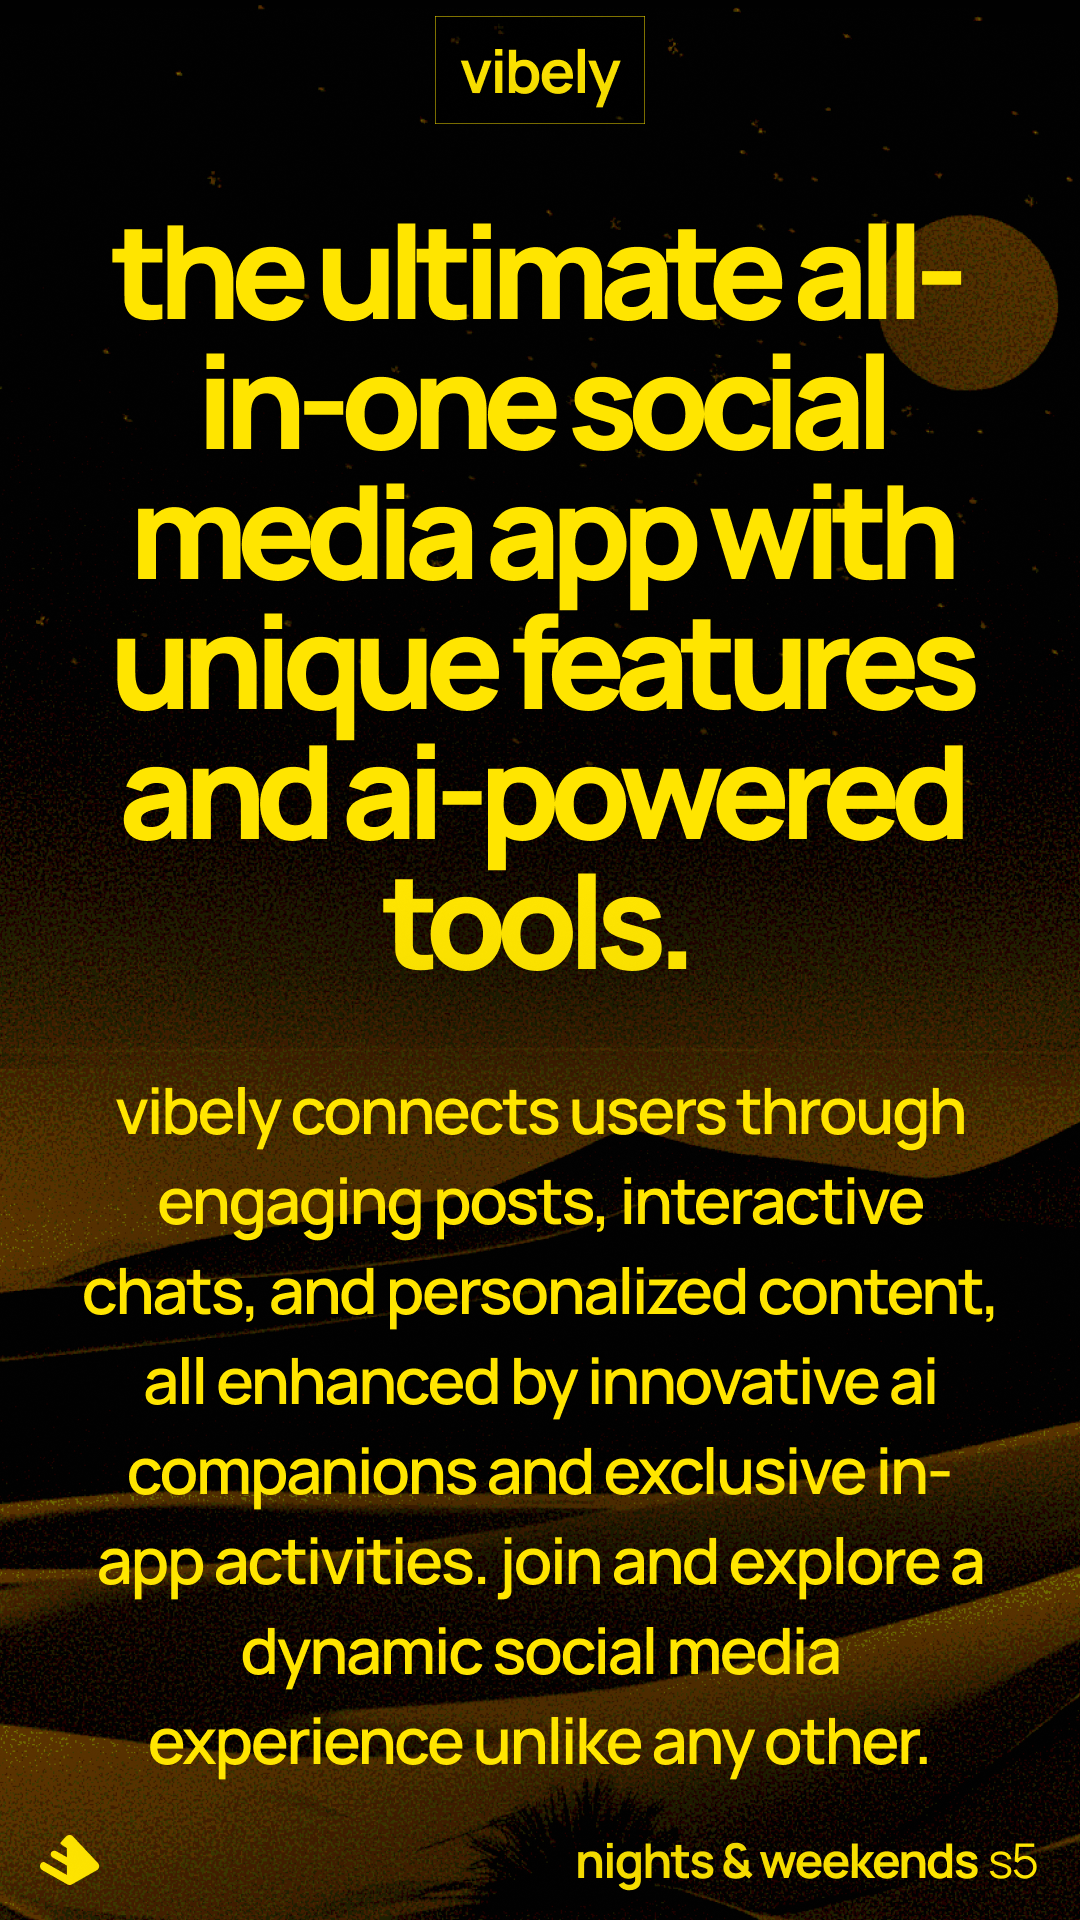 vibely
the ultimate all-
in-one social
media app with
unique features
and ai-powered
tools.
vibely connects users through
engaging posts, interactive
chats, and personalized content,
all enhanced by innovative ai
companions and exclusive in-
app activities. join and explore a
dynamic social media
experience unlike any other.
nights & weekends s5